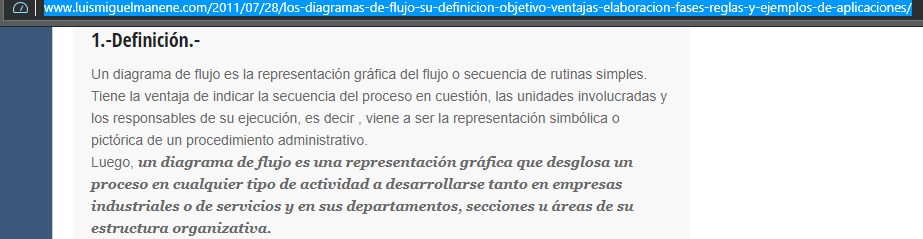 www.luismiguelmanene.com/2011/07/28/los-diagramas-de-flujo-su-definicion-objetivo-ventajas-elaboracion-fases-reglas-y-ejemplos-de-aplicaciones/
1.-Definición.-
Un diagrama de flujo es la representación gráfica del flujo o secuencia de rutinas simples.
Tiene la ventaja de indicar la secuencia del proceso en cuestión, las unidades involucradas y
los responsables de su ejecución, es decir , viene a ser la representación simbólica o
pictórica de un procedimiento administrativo.
Luego, un diagrama de flujo es una representación gráfica que desglosa un
proceso en cualquier tipo de actividad a desarrollarse tanto en empresas
industriales o de servicios y en sus departamentos, secciones u áreas de su
estructura organizativa.